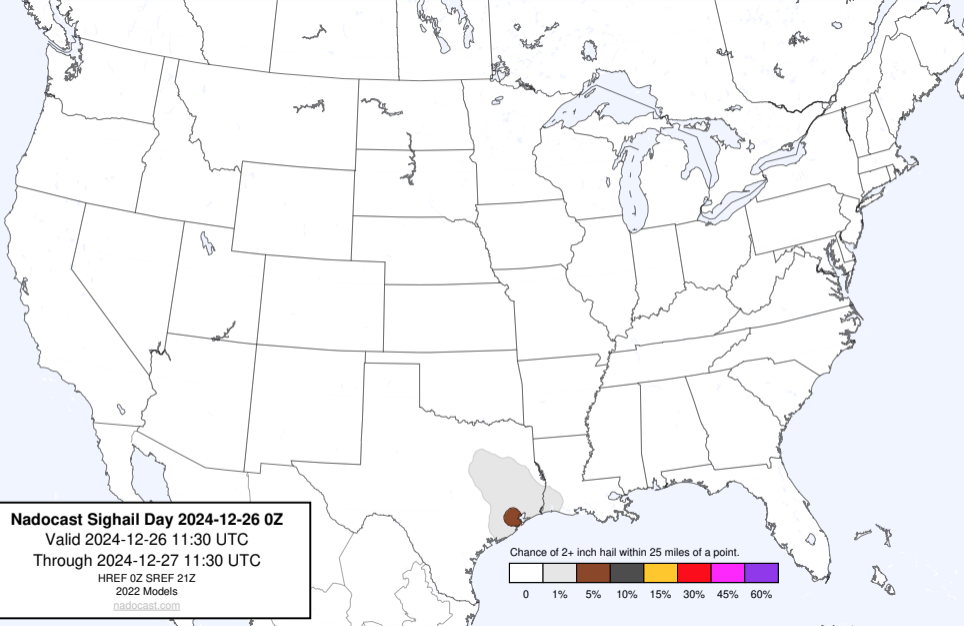 Nadocast Sighail Day 2024-12-26 0Z
Valid 2024-12-26 11:30 UTC
Through 2024-12-27 11:30 UTC
HREF 0Z SREF 21Z
2022 Models
nadocast.com
Chance of 2+ inch hail within 25 miles of a point.
0 1% 5% 10% 15% 30% 45% 60%